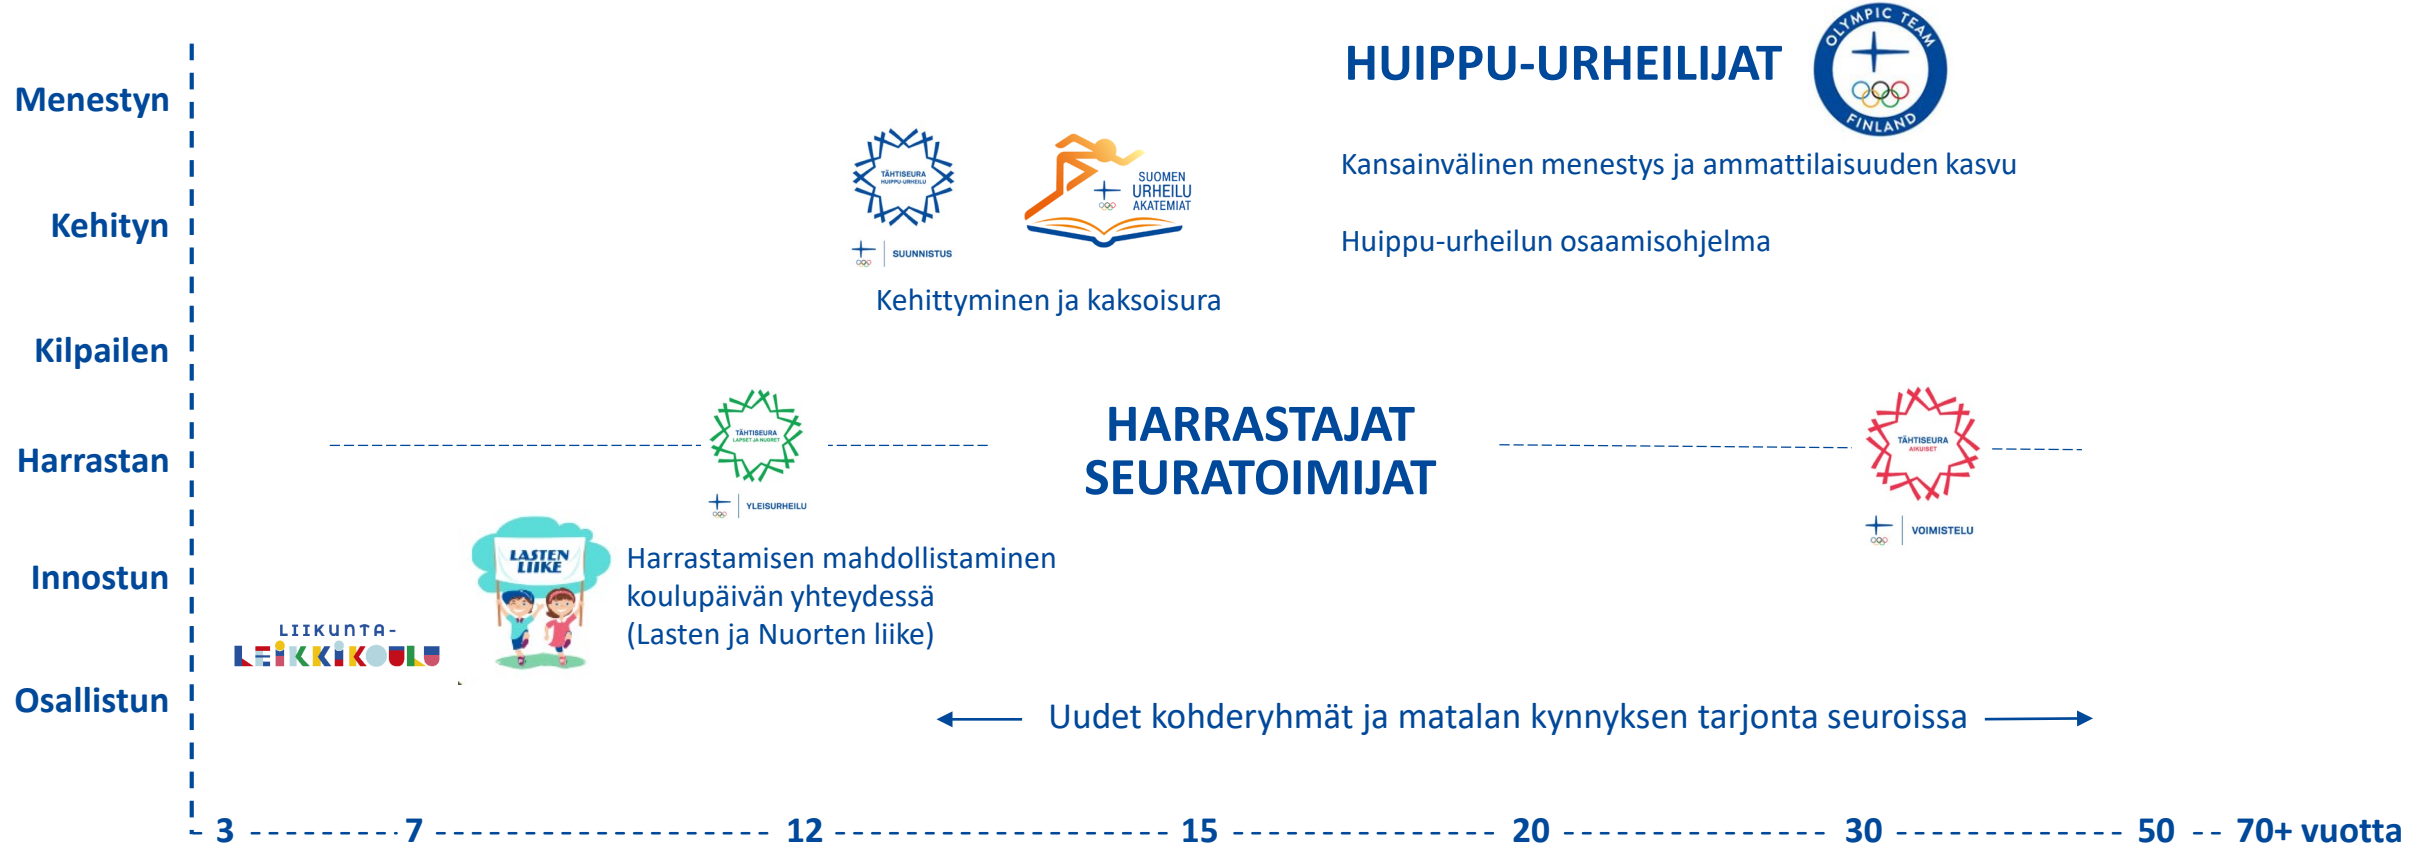 OLYMPIC TEAM
FINLAND
HUIPPU-URHEILIJAT
Menestyn
Kansainvälinen menestys ja ammattilaisuuden kasvu
TÄHTISEURA
HUIPPU-URHEILU
SUUNNISTUS
SUOMEN
URHEILU
AKATEMIAT
Kehityn
Huippu-urheilun osaamisohjelma
Kehittyminen ja kaksoisura
Kilpailen
TÄHTISEURA
LAPSET JA NUORET
YLEISURHEILU
HARRASTAJAT
SEURATOIMIJAT
TÄHTISEURA
AIKUISET
VOIMISTELU
Harrastan
LASTEN
LIIKE
Harrastamisen mahdollistaminen
koulupäivän yhteydessä
(Lasten ja Nuorten liike)
Innostun
LIIKUNTA-
LEIKKIKOULU
Osallistun
Uudet kohderyhmät ja matalan kynnyksen tarjonta seuroissa
3 7 12 15 20 30 50 70+ vuotta